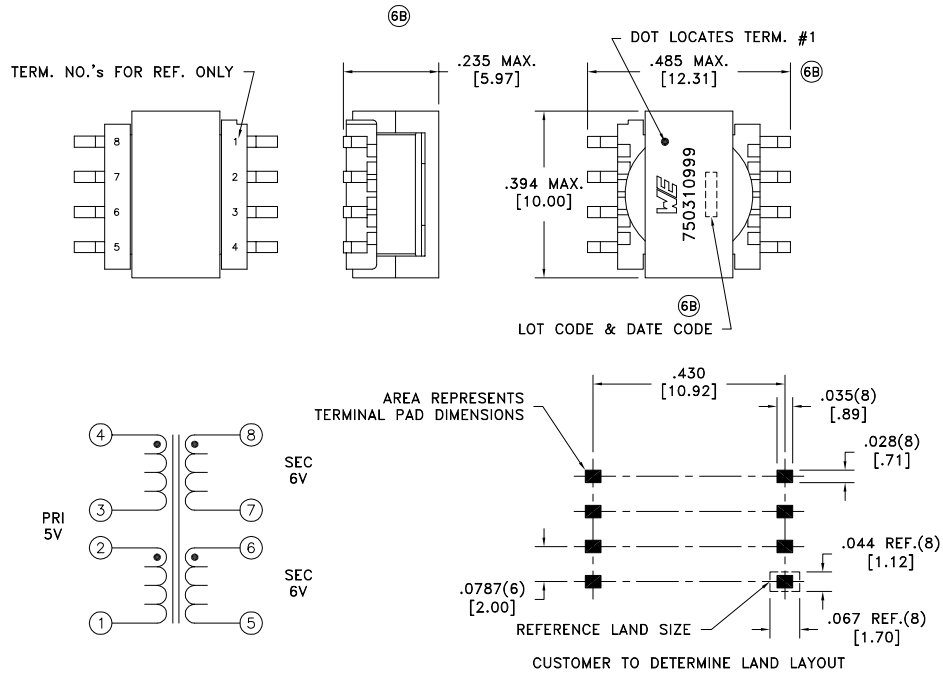 6B
DOT LOCATES TERM. #1
TERM. NO.'s FOR REF. ONLY
.235 MAX.
[5.97]
.485 MAX.
[12.31]
6B
8
7
6
5
1
2
3
4
.394 MAX.
[10.00]
WE
750310999
6B
LOT CODE & DATE CODE
.430
[10.92]
AREA REPRESENTS
TERMINAL PAD DIMENSIONS
.035(8)
[.89]
.028(8)
[.71]
4
8
SEC
6V
3
7
PRI
5V
2
6
SEC
6V
1
5
.044 REF.(8)
[1.12]
.0787(6)
[2.00]
REFERENCE LAND SIZE
.067 REF.(8)
[1.70]
CUSTOMER TO DETERMINE LAND LAYOUT